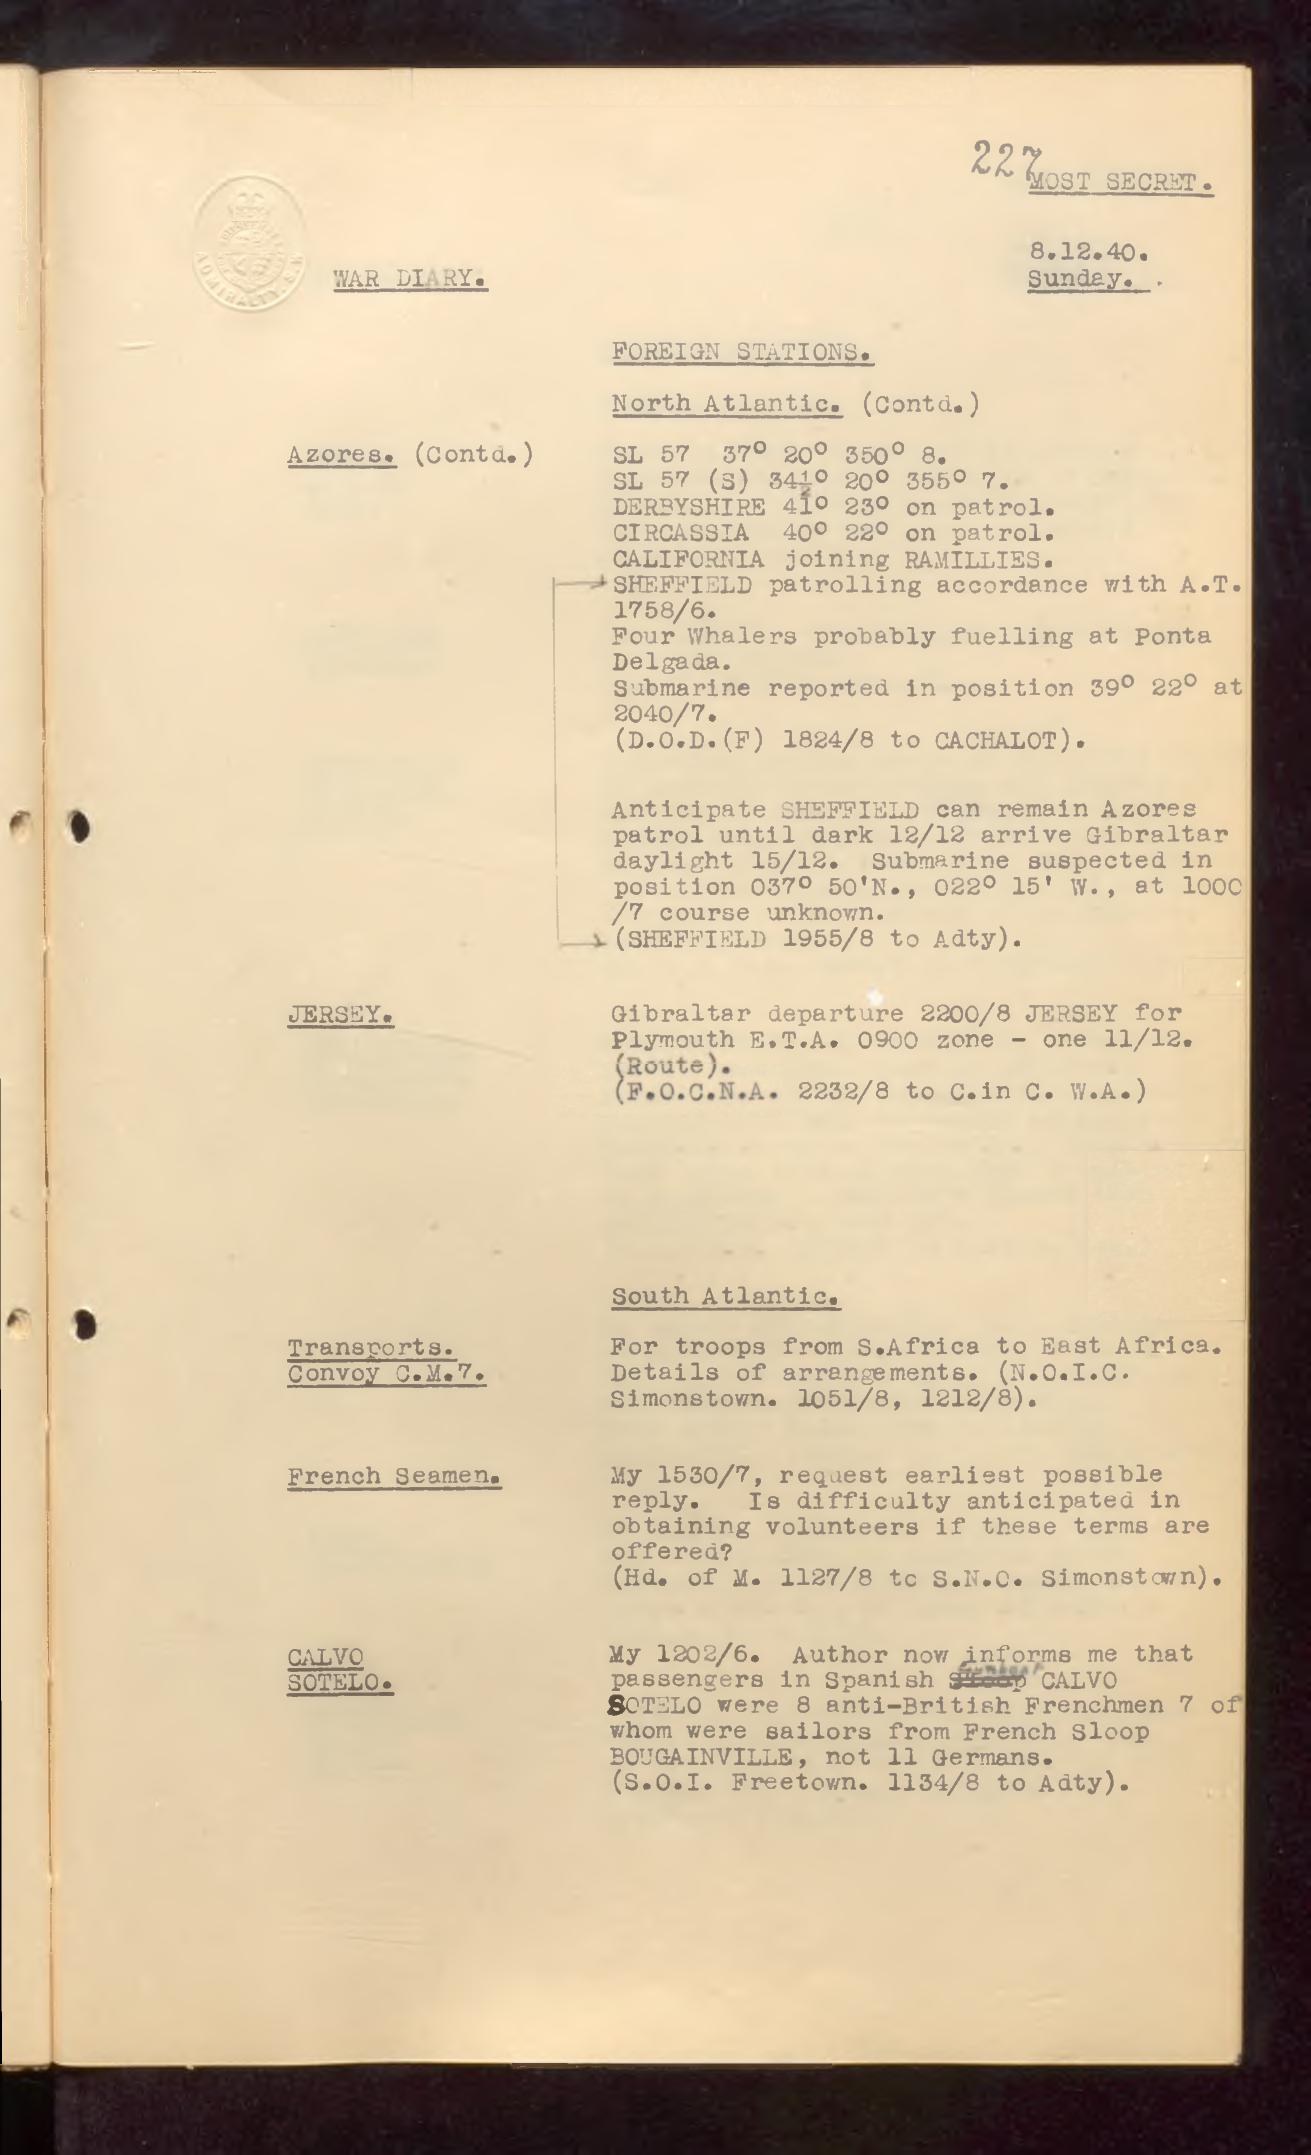 227
MOST SECRET.
8.12.40.
Sunday.
ADMIRALTY. S.W
WAR DIARY.
FOREIGN STATIONS.
North Atlantic. (Contd.)
Azores. (Contd.)
SL 57 37° 20° 350° 8.
SL 57 (S) 34½° 20° 355° 7.
DERBYSHIRE 41° 23° on patrol.
CIRCASSIA 40° 22° on patrol.
CALIFORNIA joining RAMILLIES.
SHEFFIELD patrolling accordance with A.T.
1758/6.
Four Whalers probably fuelling at Ponta
Delgada.
Submarine reported in position 39° 22° at
2040/7.
(D.O.D.(F) 1824/8 to CACHALOT).
Anticipate SHEFFIELD can remain Azores
patrol until dark 12/12 arrive Gibraltar
daylight 15/12. Submarine suspected in
position 037° 50'N., 022° 15' W., at 1000
/7 course unknown.
(SHEFFIELD 1955/8 to Adty).
JERSEY.
Gibraltar departure 2200/8 JERSEY for
Plymouth E.T.A. 0900 zone - one 11/12.
(Route).
(F.O.C.N.A. 2232/8 to C.in C. W.A.)
South Atlantic.
Transports.
Convoy C.M.7.
For troops from S.Africa to East Africa.
Details of arrangements. (N.O.I.C.
Simonstown. 1051/8, 1212/8).
French Seamen.
My 1530/7, request earliest possible
reply. Is difficulty anticipated in
obtaining volunteers if these terms are
offered?
(Hd. of M. 1127/8 to S.N.O. Simonstown).
CALVO
SOTELO.
My 1202/6. Author now informs me that
passengers in Spanish CALVO
SOTELO were 8 anti-British Frenchmen 7 of
whom were sailors from French Sloop
BOUGAINVILLE, not 11 Germans.
(S.O.I. Freetown. 1134/8 to Adty).